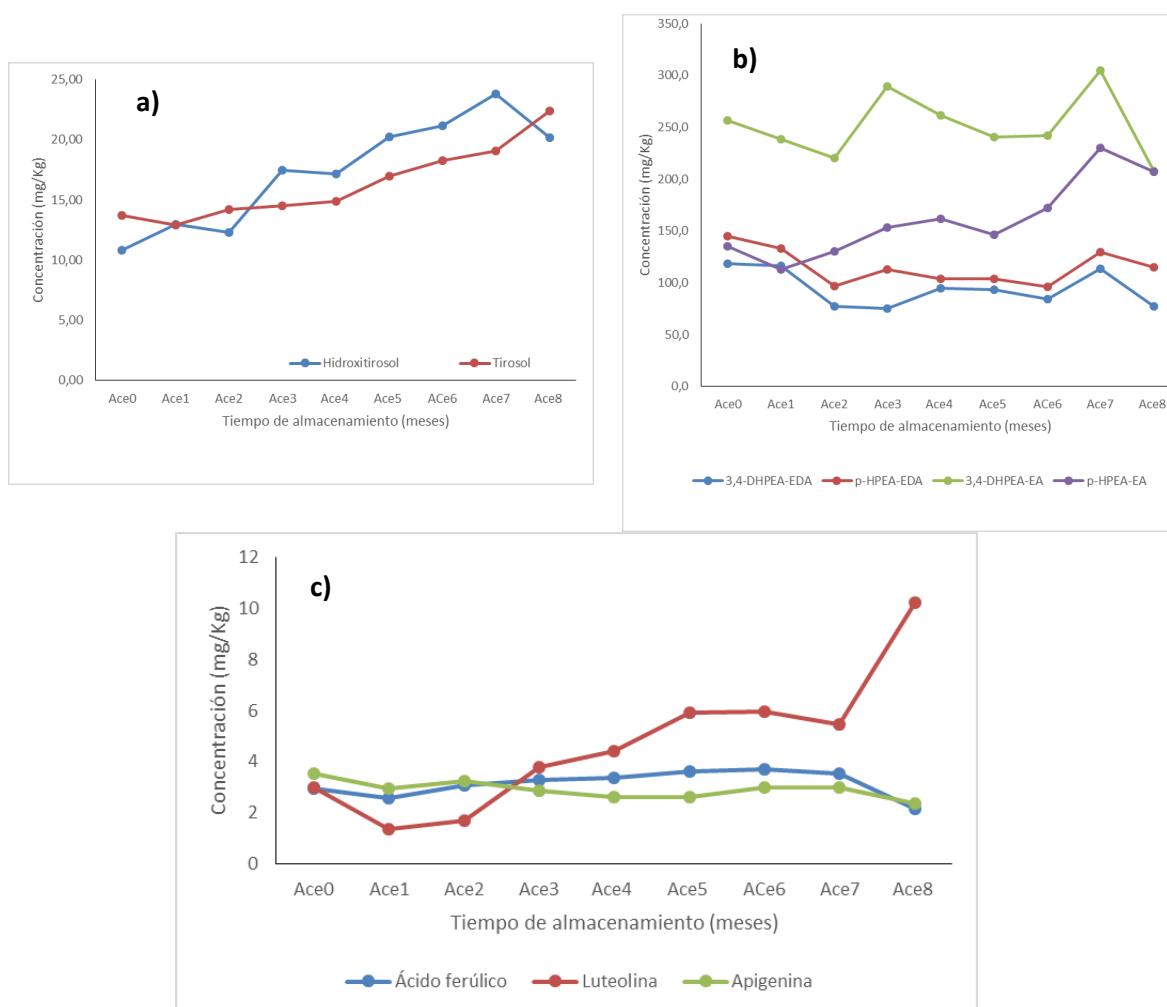 a)
25,00
20,00
15,00
10,00
5,00
0,00
Concentración (mg/Kg)
Hidroxitirosol Tirosol
Ace0 Ace1 Ace2 Ace3 Ace4 Ace5 ACe6 Ace7 Ace8
Tiempo de almacenamiento (meses)
b)
350,0
300,0
250,0
200,0
150,0
100,0
50,0
0,0
Concentración (mg/Kg)
Ace0 Ace1 Ace2 Ace3 Ace4 Ace5 ACe6 Ace7 Ace8
Tiempo de almacenamiento (meses)
3,4-DHPEA-EDA p-HPEA-EDA 3,4-DHPEA-EA p-HPEA-EA
c)
12
10
8
6
4
2
0
Concentración (mg/Kg)
Ace0 Ace1 Ace2 Ace3 Ace4 Ace5 ACe6 Ace7 Ace8
Tiempo de almacenamiento (meses)
Ácido ferúlico Luteolina Apigenina